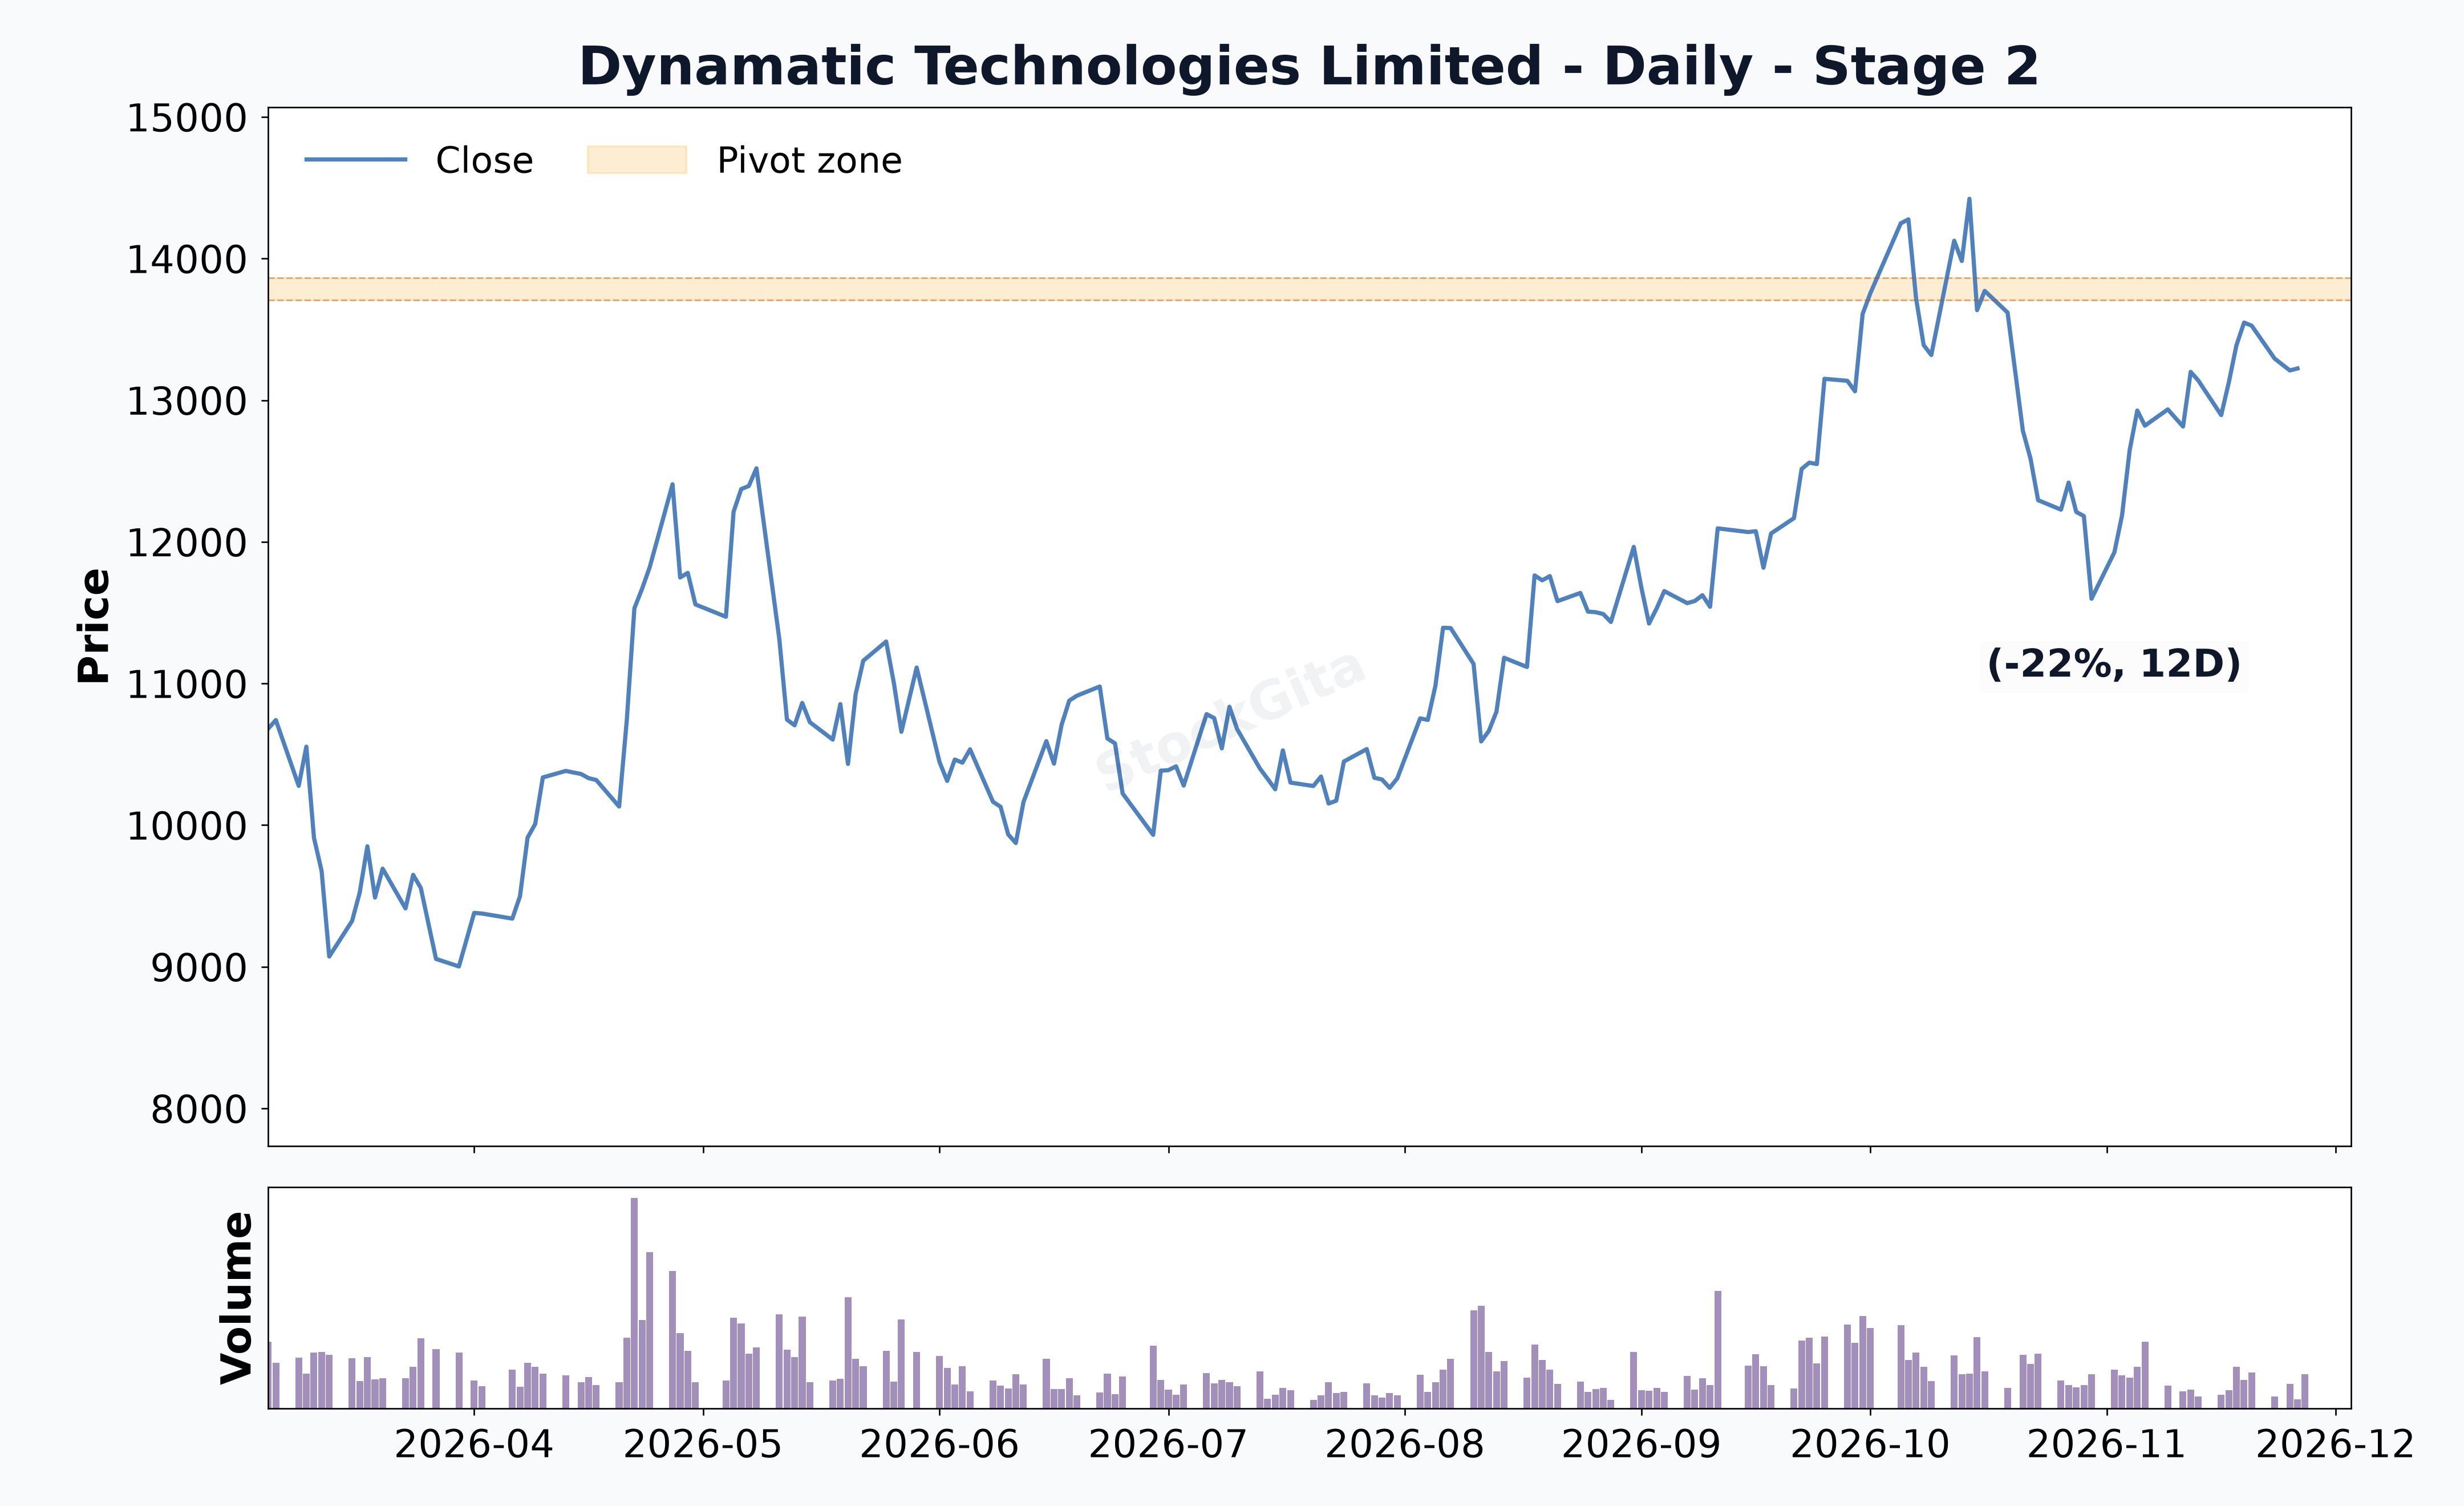 Dynamatic Technologies Limited - Daily - Stage 2
Close
Pivot zone
Price
15000
14000
13000
12000
11000
10000
9000
8000
StockGita
(-22%, 12D)
Volume
2026-04
2026-05
2026-06
2026-07
2026-08
2026-09
2026-10
2026-11
2026-12